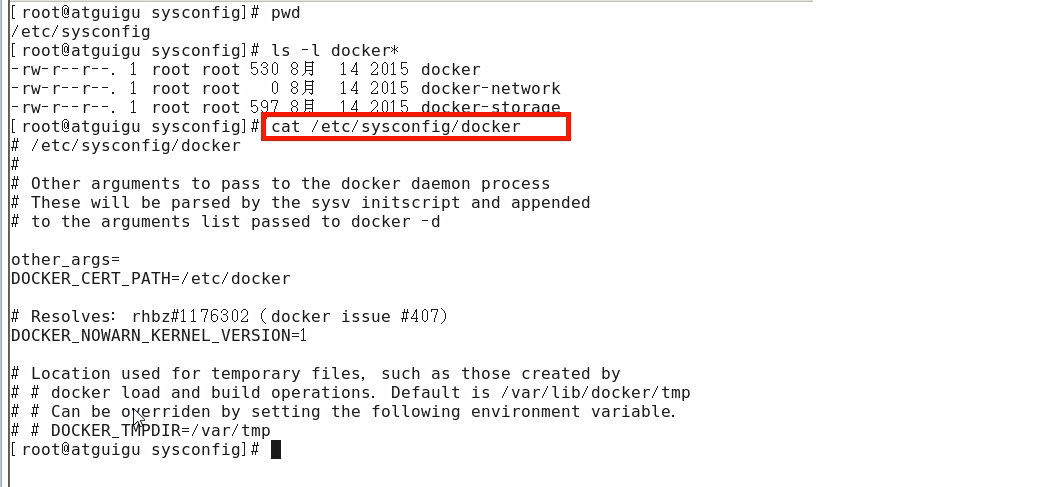 [root@atguigu sysconfig]# pwd
/etc/sysconfig
[root@atguigu sysconfig]# ls -l docker*
-rw-r--r--. 1 root root 530 8月  14 2015 docker
-rw-r--r--. 1 root root   0 8月  14 2015 docker-network
-rw-r--r--. 1 root root 597 8月  14 2015 docker-storage
[root@atguigu sysconfig]# cat /etc/sysconfig/docker
# /etc/sysconfig/docker
#
# Other arguments to pass to the docker daemon process
# These will be parsed by the sysv initscript and appended
# to the arguments list passed to docker -d
other_args=
DOCKER_CERT_PATH=/etc/docker
# Resolves: rhbz#1176302 (docker issue #407)
DOCKER_NOWARN_KERNEL_VERSION=1
# Location used for temporary files, such as those created by
# # docker load and build operations. Default is /var/lib/docker/tmp
# # Can be overriden by setting the following environment variable.
# # DOCKER_TMPDIR=/var/tmp
[root@atguigu sysconfig]#